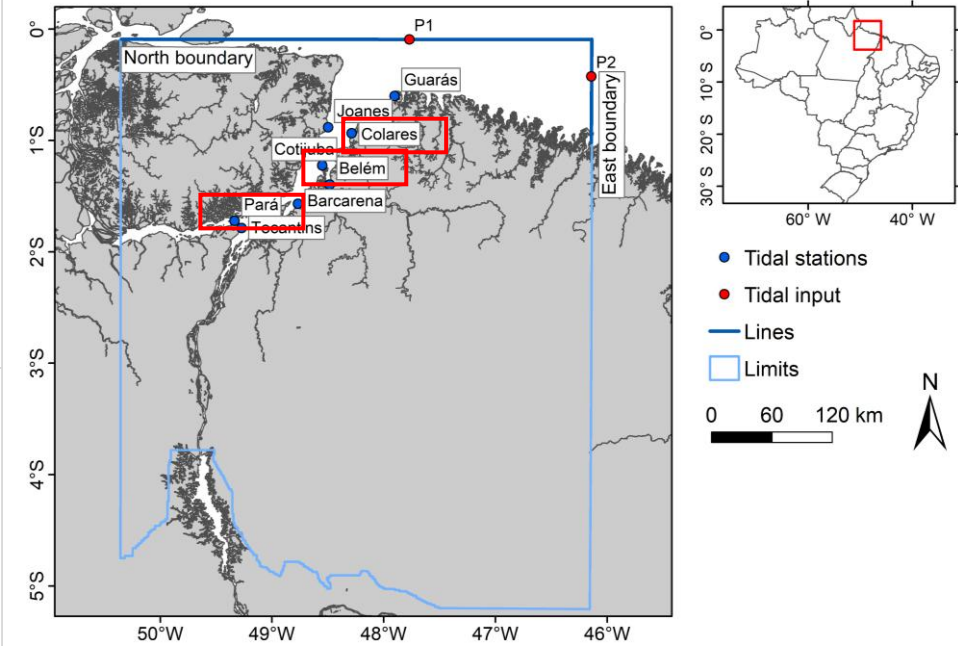 P1
0°
P2
North boundary
Guarás
Joanes
Colares
1°S
Cotijuba
East boundary
Belém
Pará
Barcarena
Tocantins
2°S
3°S
4°S
5°S
50°W
49°W
48°W
47°W
46°W
0°
10° S
20° S
30° S
60° W
40° W
Tidal stations
Tidal input
Lines
Limits
N
0 60 120 km